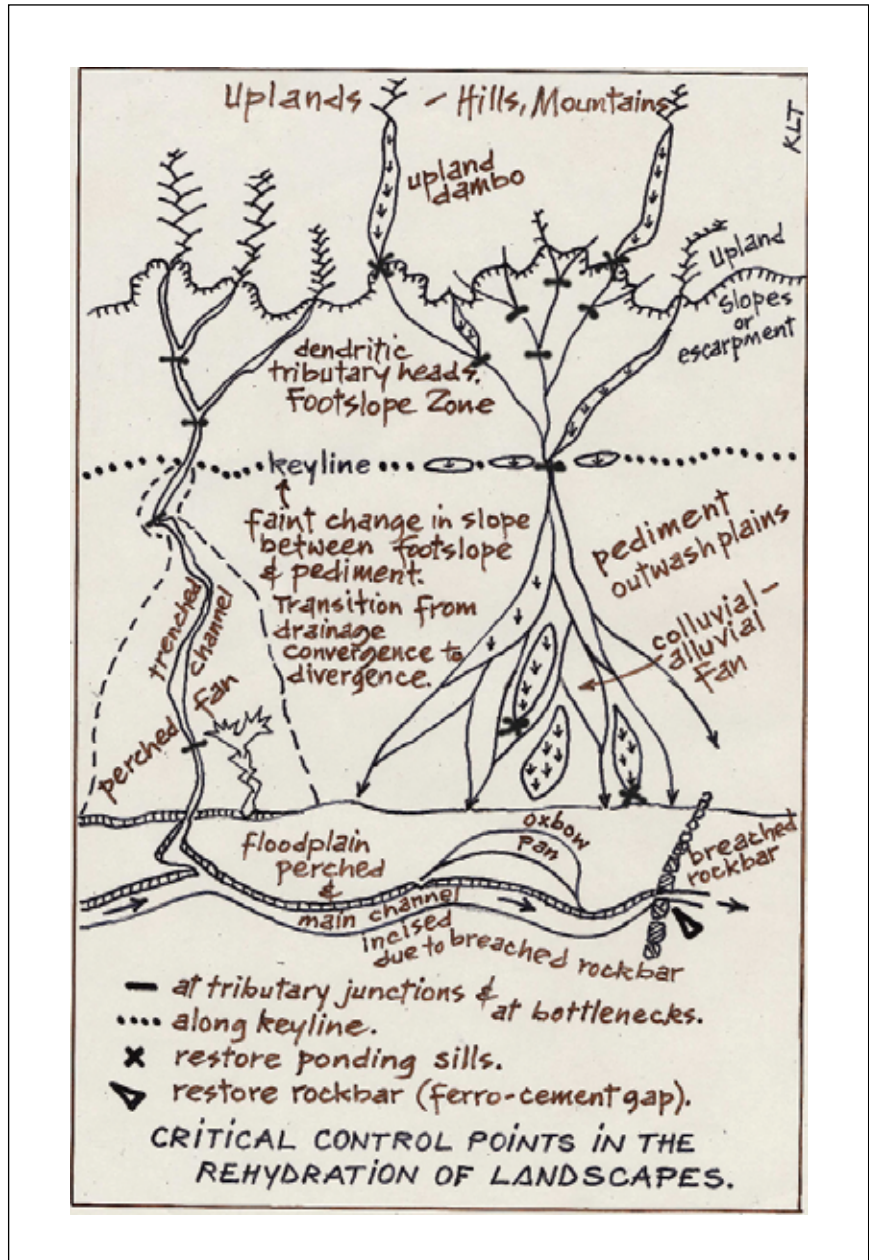 Uplands - Hills, Mountains
KLT
upland
dambo
Upland
slopes
or
escarpment
dendritic
tributary heads.
Footslope Zone
keyline
faint change in slope
between footslope
& pediment.
Transition from
drainage
convergence to
divergence.
pediment
outwash plains
colluvial -
alluvial
fan
trenched
channel
perched fan
floodplain
perched
&
main channel
incised
due to breached rockbar
oxbow
pan
breached
rockbar
at tributary junctions &
at bottlenecks.
along keyline.
restore ponding sills.
restore rockbar (ferro-cement gap).
CRITICAL CONTROL POINTS IN THE
REHYDRATION OF LANDSCAPES.